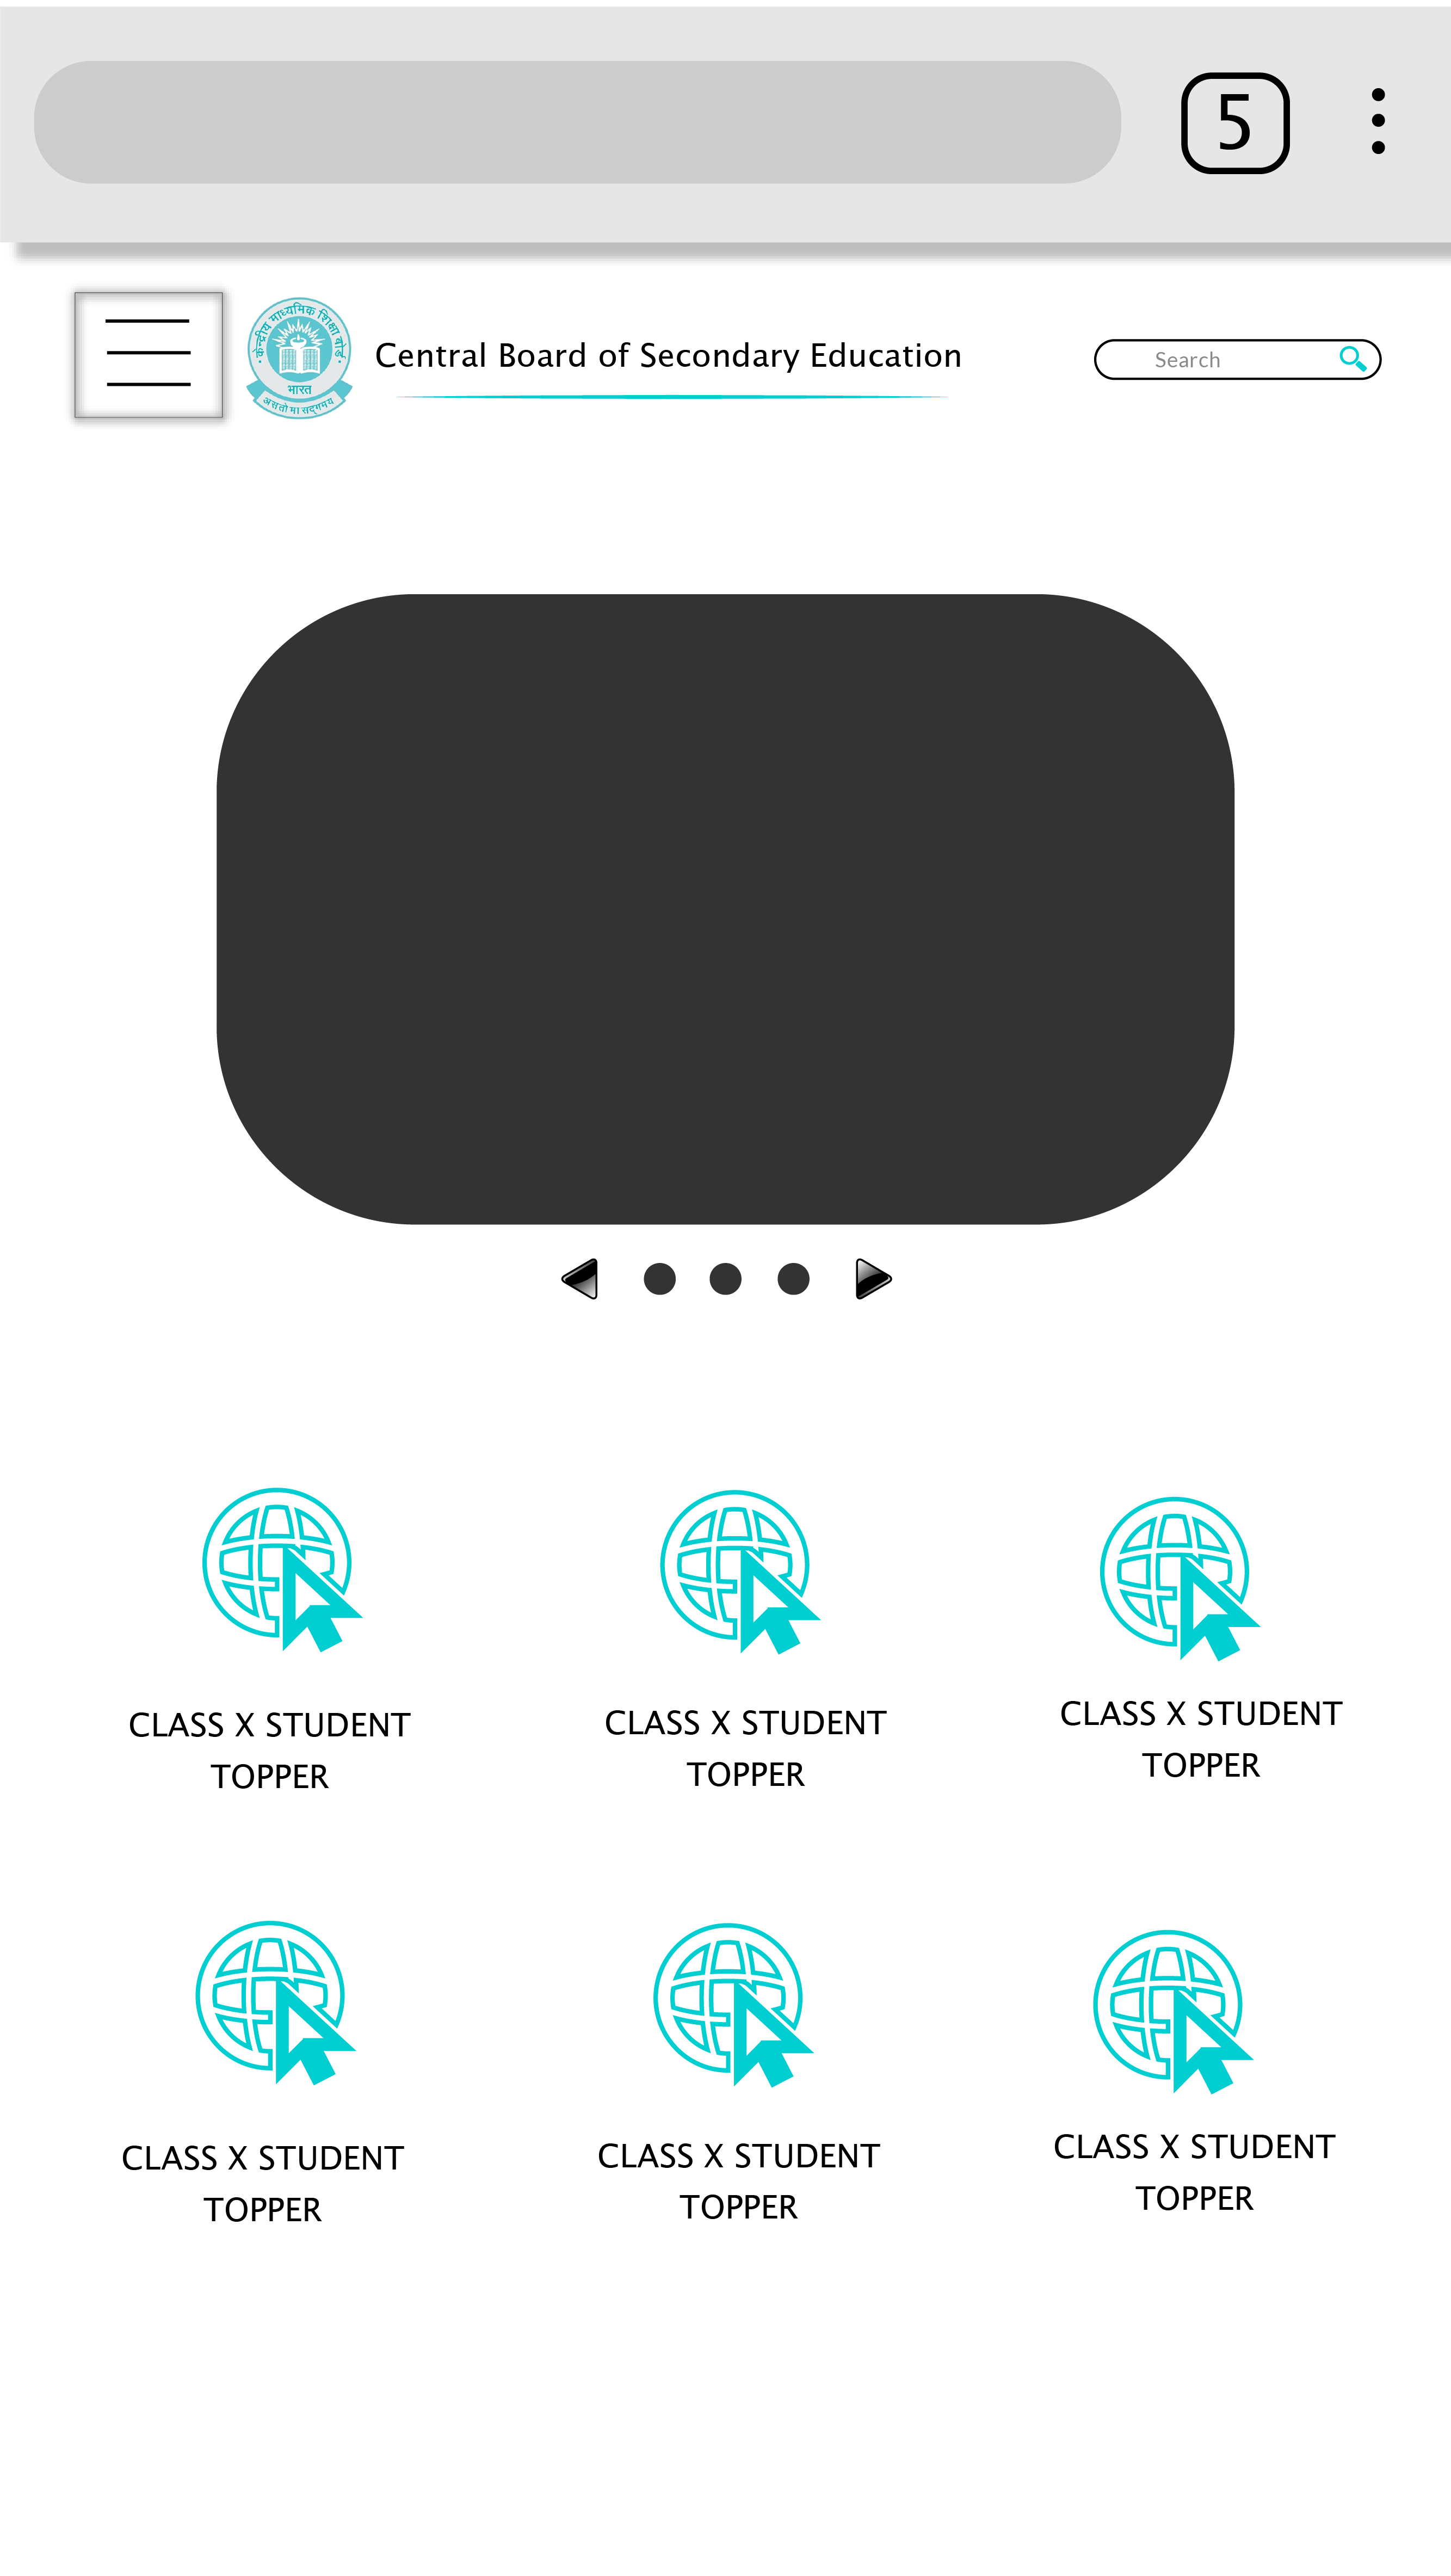 5
केन्द्रीय माध्यमिक शिक्षा बोर्ड
भारत
असतो मा सद्गमय
Central Board of Secondary Education
Search
CLASS X STUDENT
TOPPER
CLASS X STUDENT
TOPPER
CLASS X STUDENT
TOPPER
CLASS X STUDENT
TOPPER
CLASS X STUDENT
TOPPER
CLASS X STUDENT
TOPPER